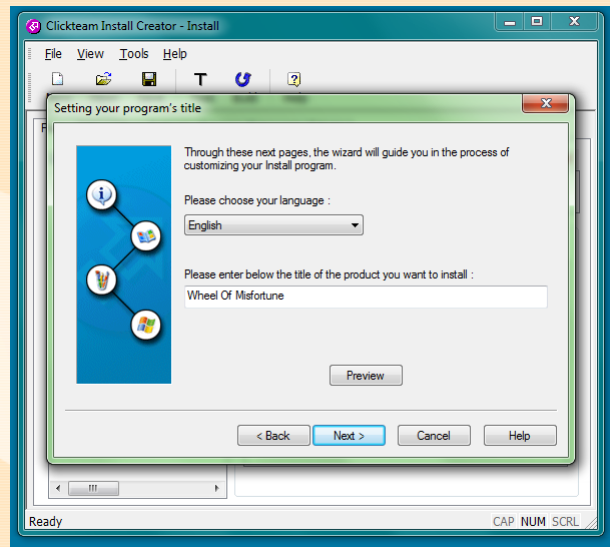 Clickteam Install Creator - Install
File View Tools Help
T
Setting your program's title
Through these next pages, the wizard will guide you in the process of
customizing your Install program.
Please choose your language :
English
Please enter below the title of the product you want to install :
Wheel Of Misfortune
Preview
< Back Next > Cancel Help
Ready CAP NUM SCRL